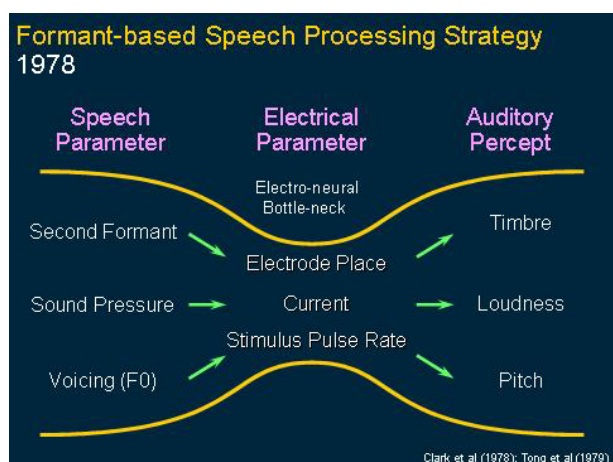 Formant-based Speech Processing Strategy
1978
Speech Parameter
Electrical Parameter
Auditory Percept
Electro-neural
Bottle-neck
Second Formant
Electrode Place
Timbre
Sound Pressure
Current
Loudness
Stimulus Pulse Rate
Voicing (F0)
Pitch
Clark et al (1978); Tong et al (1979)